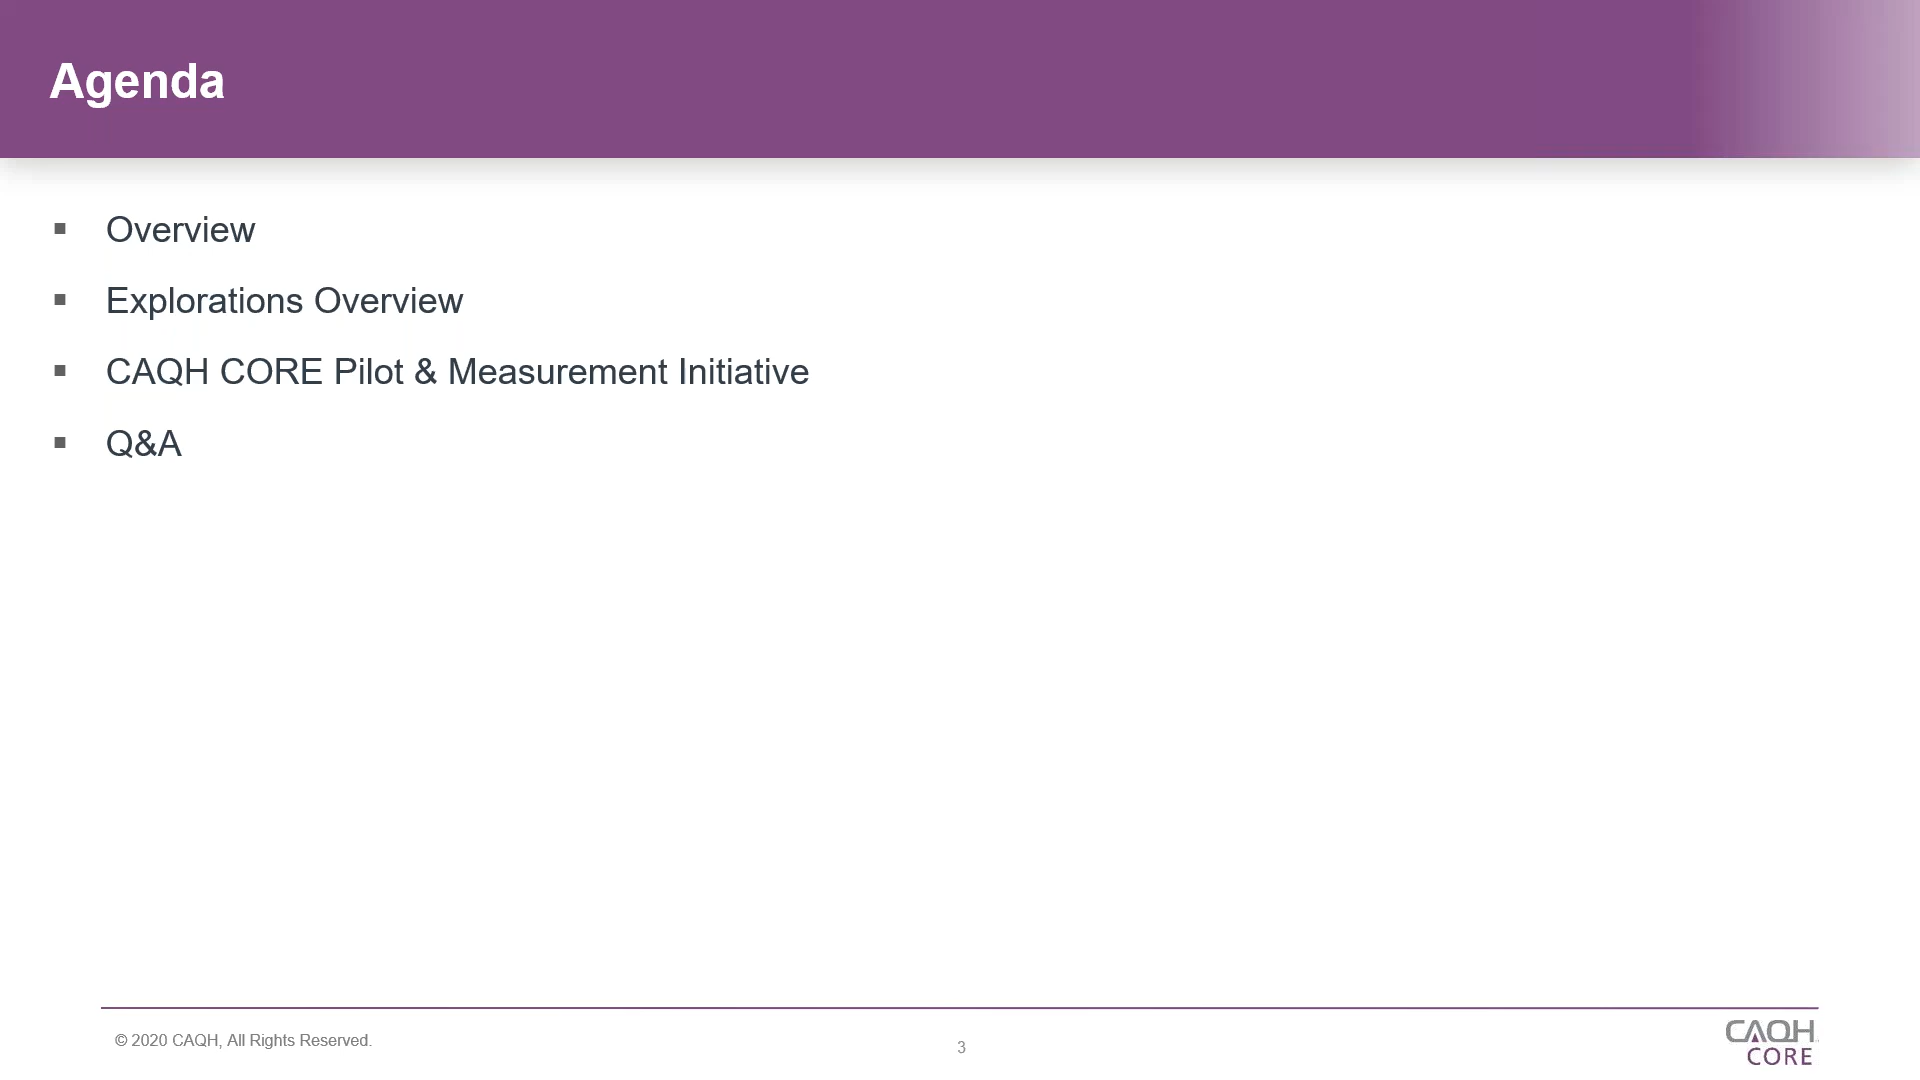 Agenda
▪ Overview
▪ Explorations Overview
▪ CAQH CORE Pilot & Measurement Initiative
▪ Q&A
© 2020 CAQH, All Rights Reserved.
3
CAQH
CORE